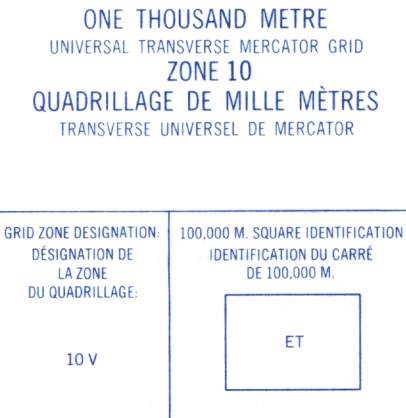 ONE THOUSAND METRE
UNIVERSAL TRANSVERSE MERCATOR GRID
ZONE 10
QUADRILLAGE DE MILLE MÈTRES
TRANSVERSE UNIVERSEL DE MERCATOR
GRID ZONE DESIGNATION:
DÉSIGNATION DE
LA ZONE
DU QUADRILLAGE:
10 V
100,000 M. SQUARE IDENTIFICATION
IDENTIFICATION DU CARRÉ
DE 100,000 M.
ET